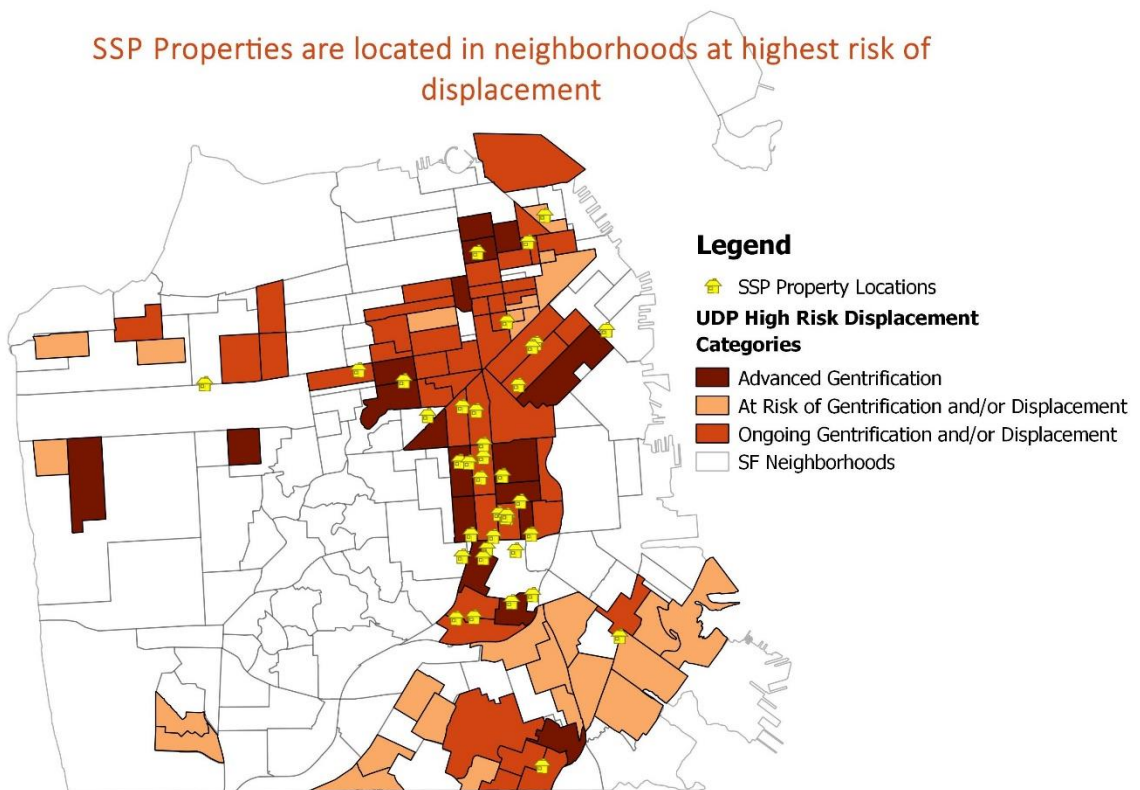 SSP Properties are located in neighborhoods at highest risk of
displacement
Legend
SSP Property Locations
UDP High Risk Displacement
Categories
Advanced Gentrification
At Risk of Gentrification and/or Displacement
Ongoing Gentrification and/or Displacement
SF Neighborhoods